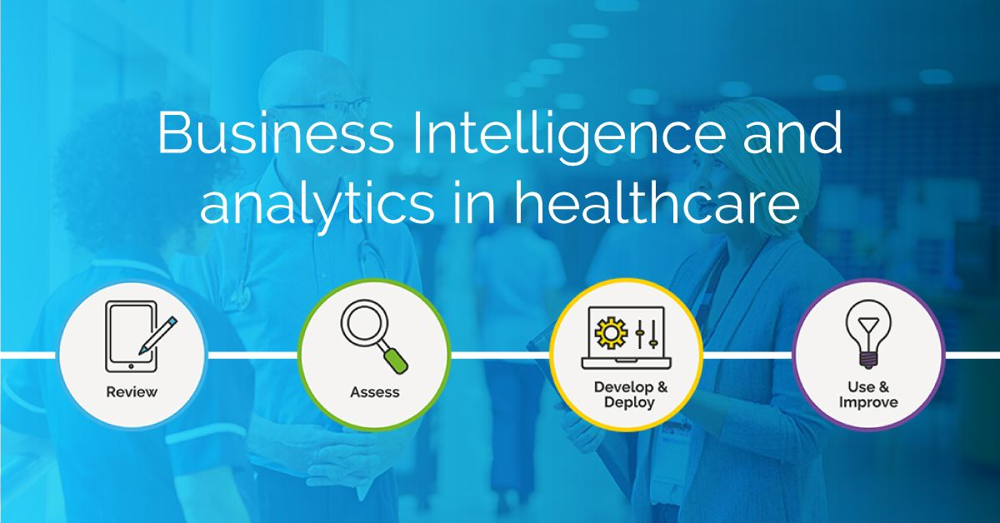 Business Intelligence and
analytics in healthcare
Review
Assess
Develop &
Deploy
Use &
Improve